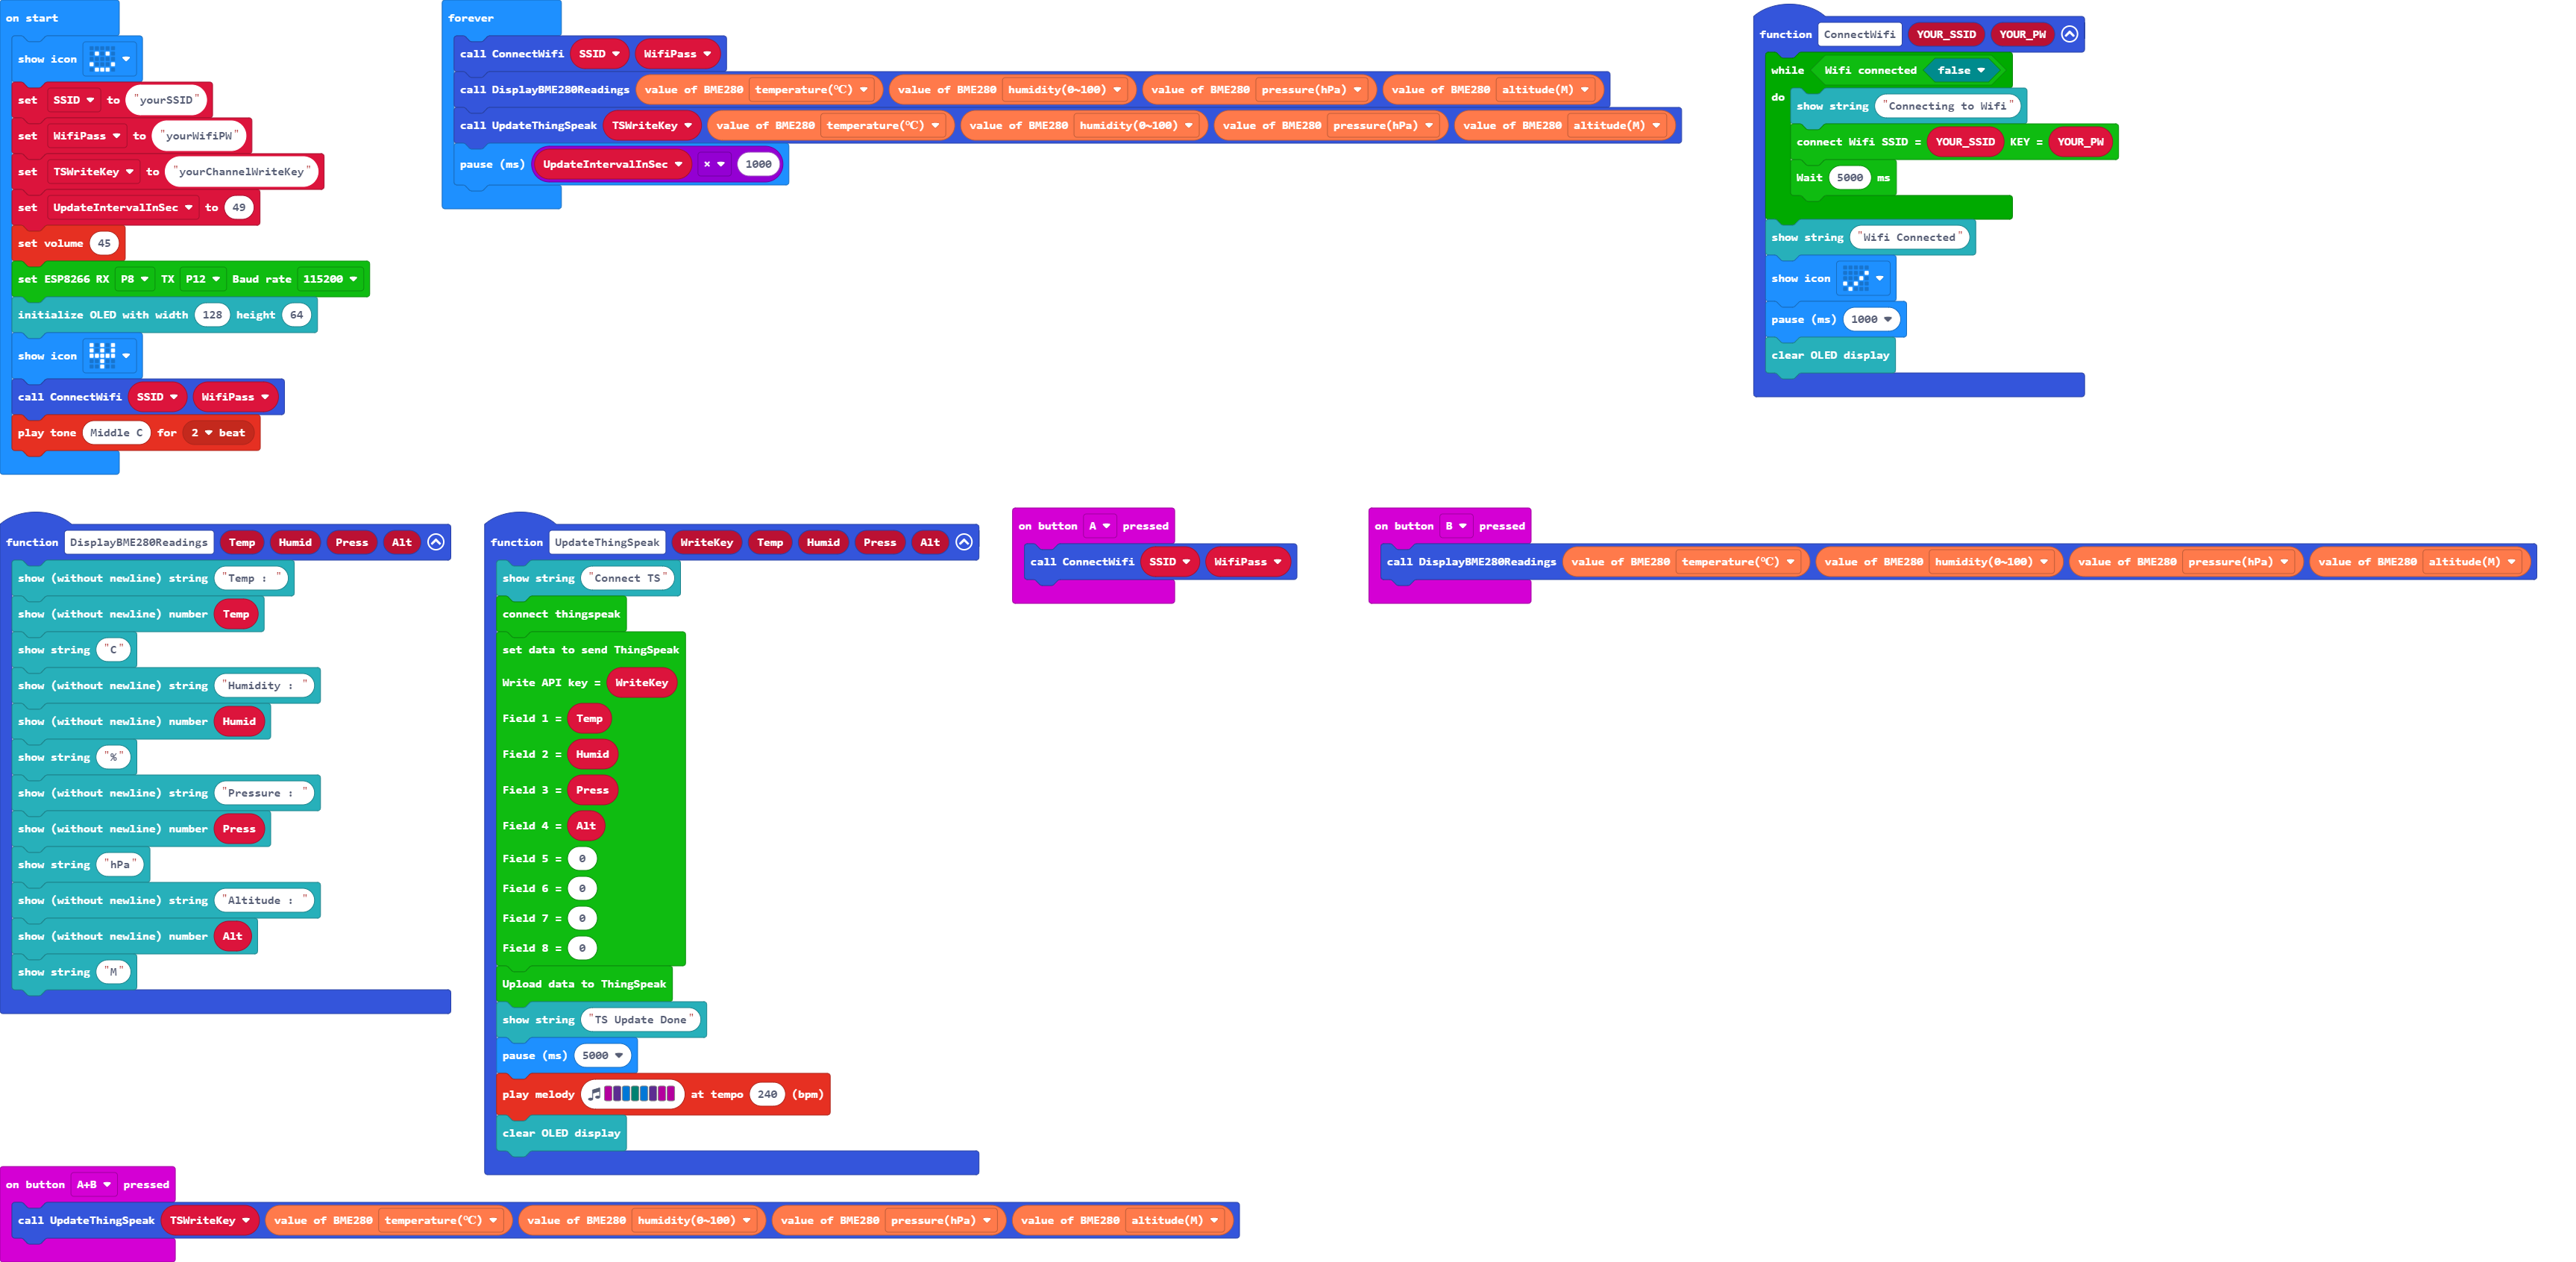 on start
show icon
set SSID to "yourSSID"
set WifiPass to "yourWifiPW"
set TSWriteKey to "yourChannelWriteKey"
set UpdateIntervalInSec to 49
set volume 45
set ESP8266 RX P8 TX P12 Baud rate 115200
initialize OLED with width 128 height 64
show icon
call ConnectWifi SSID WifiPass
play tone Middle C for 2 beat
forever
call ConnectWifi SSID WifiPass
call DisplayBME280Readings value of BME280 temperature(℃) value of BME280 humidity(0~100) value of BME280 pressure(hPa) value of BME280 altitude(M)
call UpdateThingSpeak TSWriteKey value of BME280 temperature(℃) value of BME280 humidity(0~100) value of BME280 pressure(hPa) value of BME280 altitude(M)
pause (ms) UpdateIntervalInSec × 1000
function ConnectWifi YOUR_SSID YOUR_PW
while Wifi connected false
do
show string "Connecting to Wifi"
connect Wifi SSID = YOUR_SSID KEY = YOUR_PW
Wait 5000 ms
show string "Wifi Connected"
show icon
pause (ms) 1000
clear OLED display
function DisplayBME280Readings Temp Humid Press Alt
show (without newline) string "Temp : "
show (without newline) number Temp
show string "C"
show (without newline) string "Humidity : "
show (without newline) number Humid
show string "%"
show (without newline) string "Pressure : "
show (without newline) number Press
show string "hPa"
show (without newline) string "Altitude : "
show (without newline) number Alt
show string "M"
function UpdateThingSpeak WriteKey Temp Humid Press Alt
show string "Connect TS"
connect thingspeak
set data to send ThingSpeak
Write API key = WriteKey
Field 1 = Temp
Field 2 = Humid
Field 3 = Press
Field 4 = Alt
Field 5 = 0
Field 6 = 0
Field 7 = 0
Field 8 = 0
Upload data to ThingSpeak
show string "TS Update Done"
pause (ms) 5000
play melody at tempo 240 (bpm)
clear OLED display
on button A pressed
call ConnectWifi SSID WifiPass
on button B pressed
call DisplayBME280Readings value of BME280 temperature(℃) value of BME280 humidity(0~100) value of BME280 pressure(hPa) value of BME280 altitude(M)
on button A+B pressed
call UpdateThingSpeak TSWriteKey value of BME280 temperature(℃) value of BME280 humidity(0~100) value of BME280 pressure(hPa) value of BME280 altitude(M)